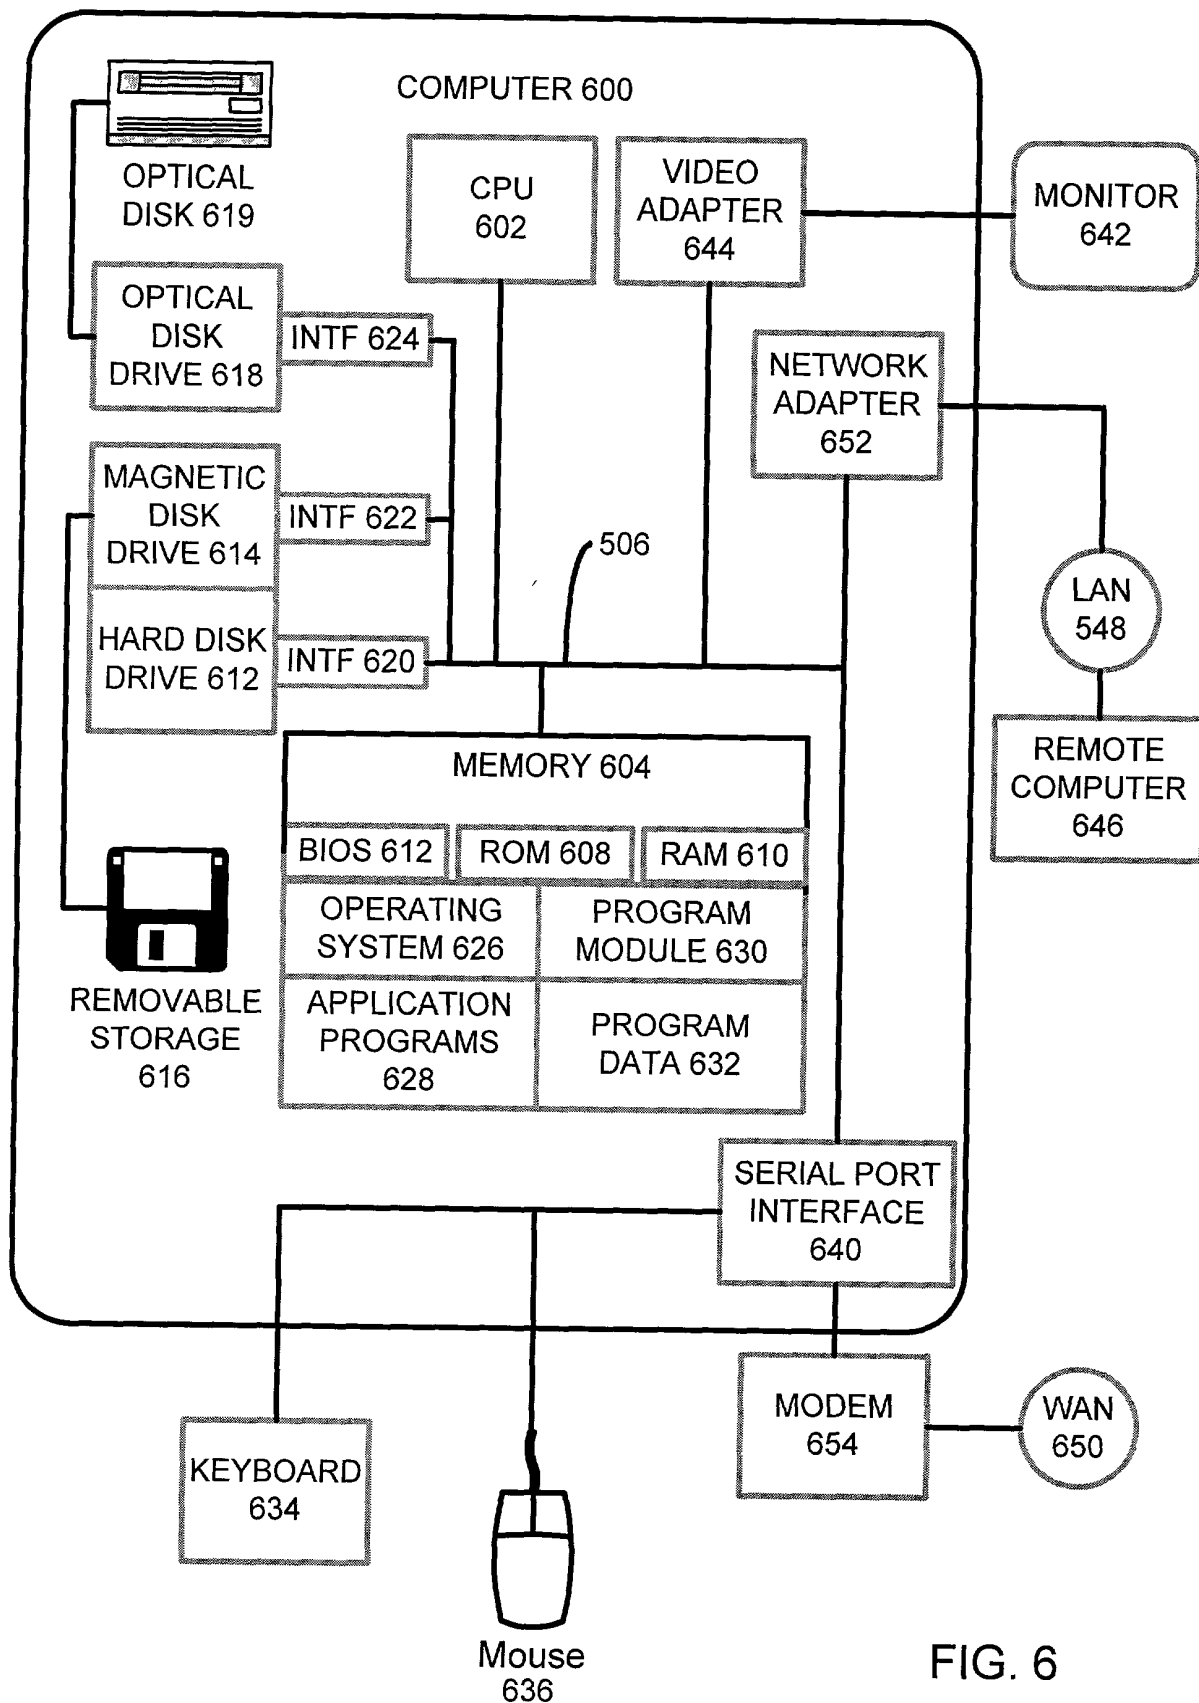 COMPUTER 600
OPTICAL
DISK 619
CPU
602
VIDEO
ADAPTER
644
MONITOR
642
OPTICAL
DISK
DRIVE 618
INTF 624
NETWORK
ADAPTER
652
MAGNETIC
DISK
DRIVE 614
INTF 622
506
LAN
548
HARD DISK
DRIVE 612
INTF 620
REMOTE
COMPUTER
646
MEMORY 604
BIOS 612
ROM 608
RAM 610
OPERATING
SYSTEM 626
PROGRAM
MODULE 630
REMOVABLE
STORAGE
616
APPLICATION
PROGRAMS
628
PROGRAM
DATA 632
SERIAL PORT
INTERFACE
640
KEYBOARD
634
MODEM
654
WAN
650
Mouse
636
FIG. 6